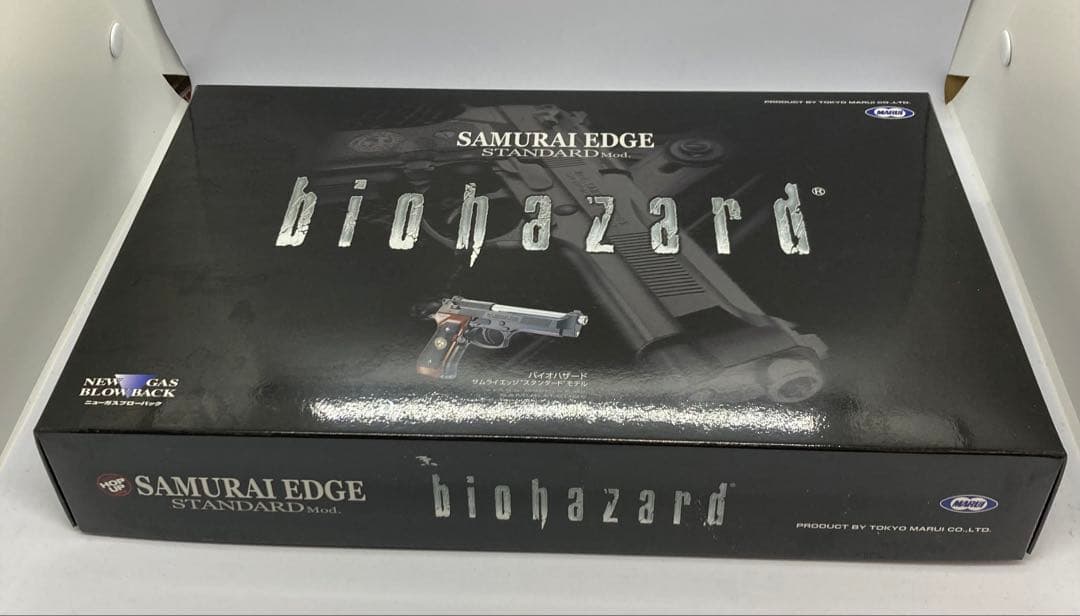 PRODUCT BY TOKYO MARUI CO.,LTD.
MARUI
SAMURAI EDGE
STANDARD Mod.
biohazard®
バイオハザード
サムライエッジ"スタンダード"モデル
NEW GAS
BLOWBACK
ニューガスブローバック
HOP UP
SAMURAI EDGE
STANDARD Mod.
biohazard
MARUI
PRODUCT BY TOKYO MARUI CO.,LTD.